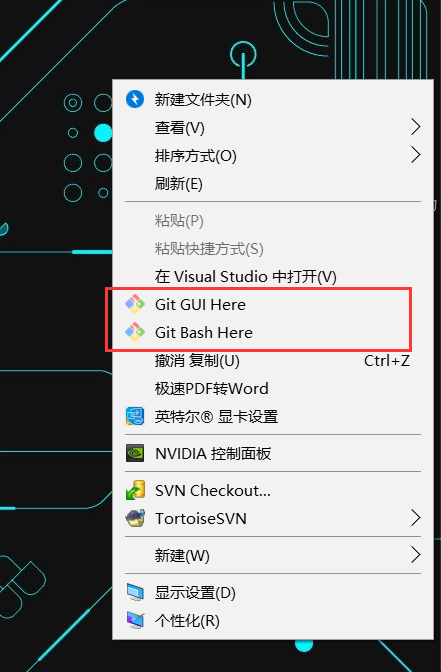 新建文件夹(N)
查看(V)
排序方式(O)
刷新(E)
粘贴(P)
粘贴快捷方式(S)
在 Visual Studio 中打开(V)
Git GUI Here
Git Bash Here
撤消 复制(U) Ctrl+Z
极速PDF转Word
英特尔® 显卡设置
NVIDIA 控制面板
SVN Checkout...
TortoiseSVN
新建(W)
显示设置(D)
个性化(R)